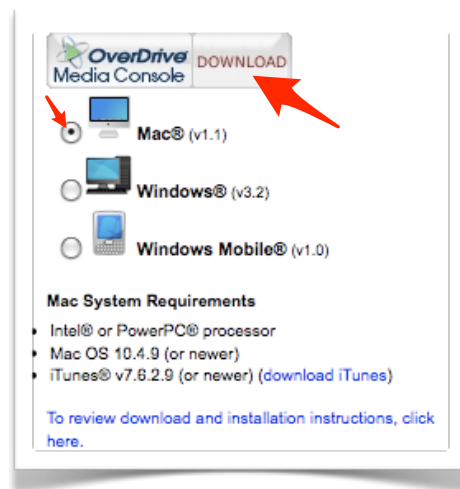 OverDrive DOWNLOAD
Media Console
Mac® (v1.1)
Windows® (v3.2)
Windows Mobile® (v1.0)
Mac System Requirements
• Intel® or PowerPC® processor
• Mac OS 10.4.9 (or newer)
• iTunes® v7.6.2.9 (or newer) (download iTunes)
To review download and installation instructions, click
here.